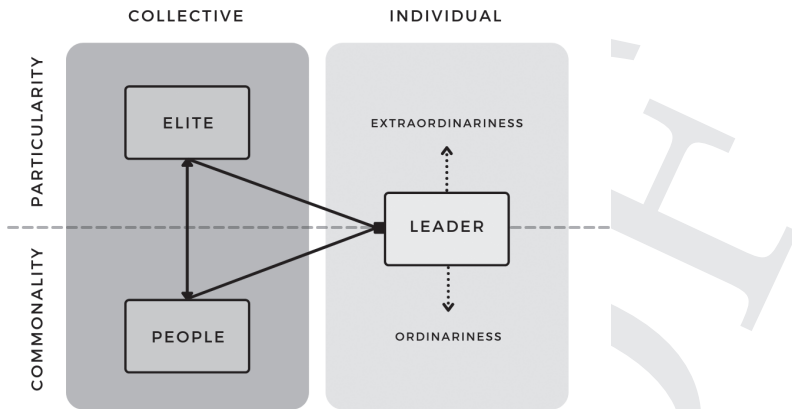 COLLECTIVE
INDIVIDUAL
PARTICULARITY
ELITE
EXTRAORDINARINESS
LEADER
COMMONALITY
PEOPLE
ORDINARINESS